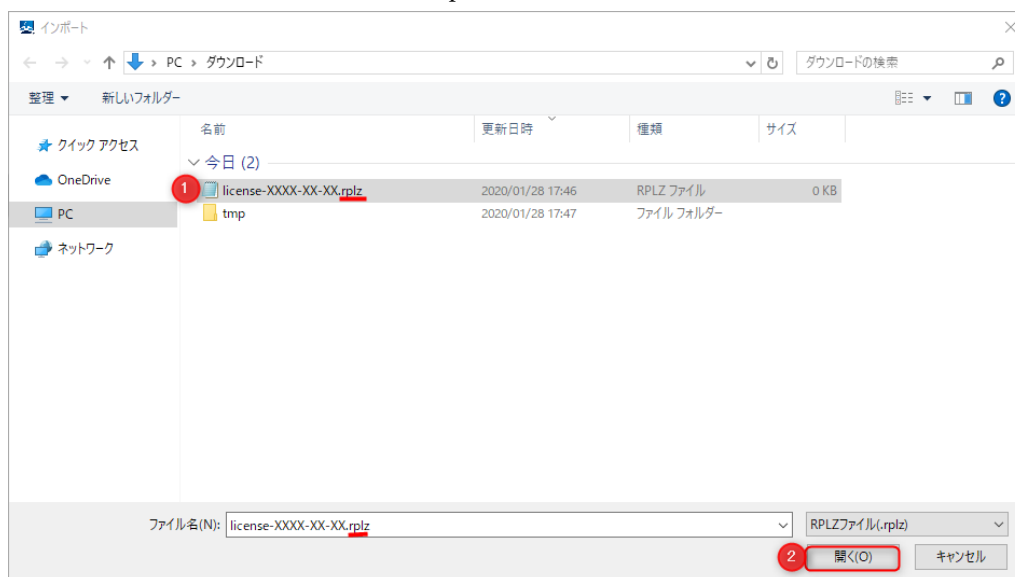 インポート
PC › ダウンロード
ダウンロードの検索
整理 新しいフォルダー
名前 更新日時 種類 サイズ
クイック アクセス
今日 (2)
OneDrive
1 license-XXXX-XX-XX.rplz 2020/01/28 17:46 RPLZ ファイル 0 KB
PC
tmp 2020/01/28 17:47 ファイル フォルダー
ネットワーク
ファイル名(N): license-XXXX-XX-XX.rplz RPLZファイル(.rplz)
2 開く(O) キャンセル